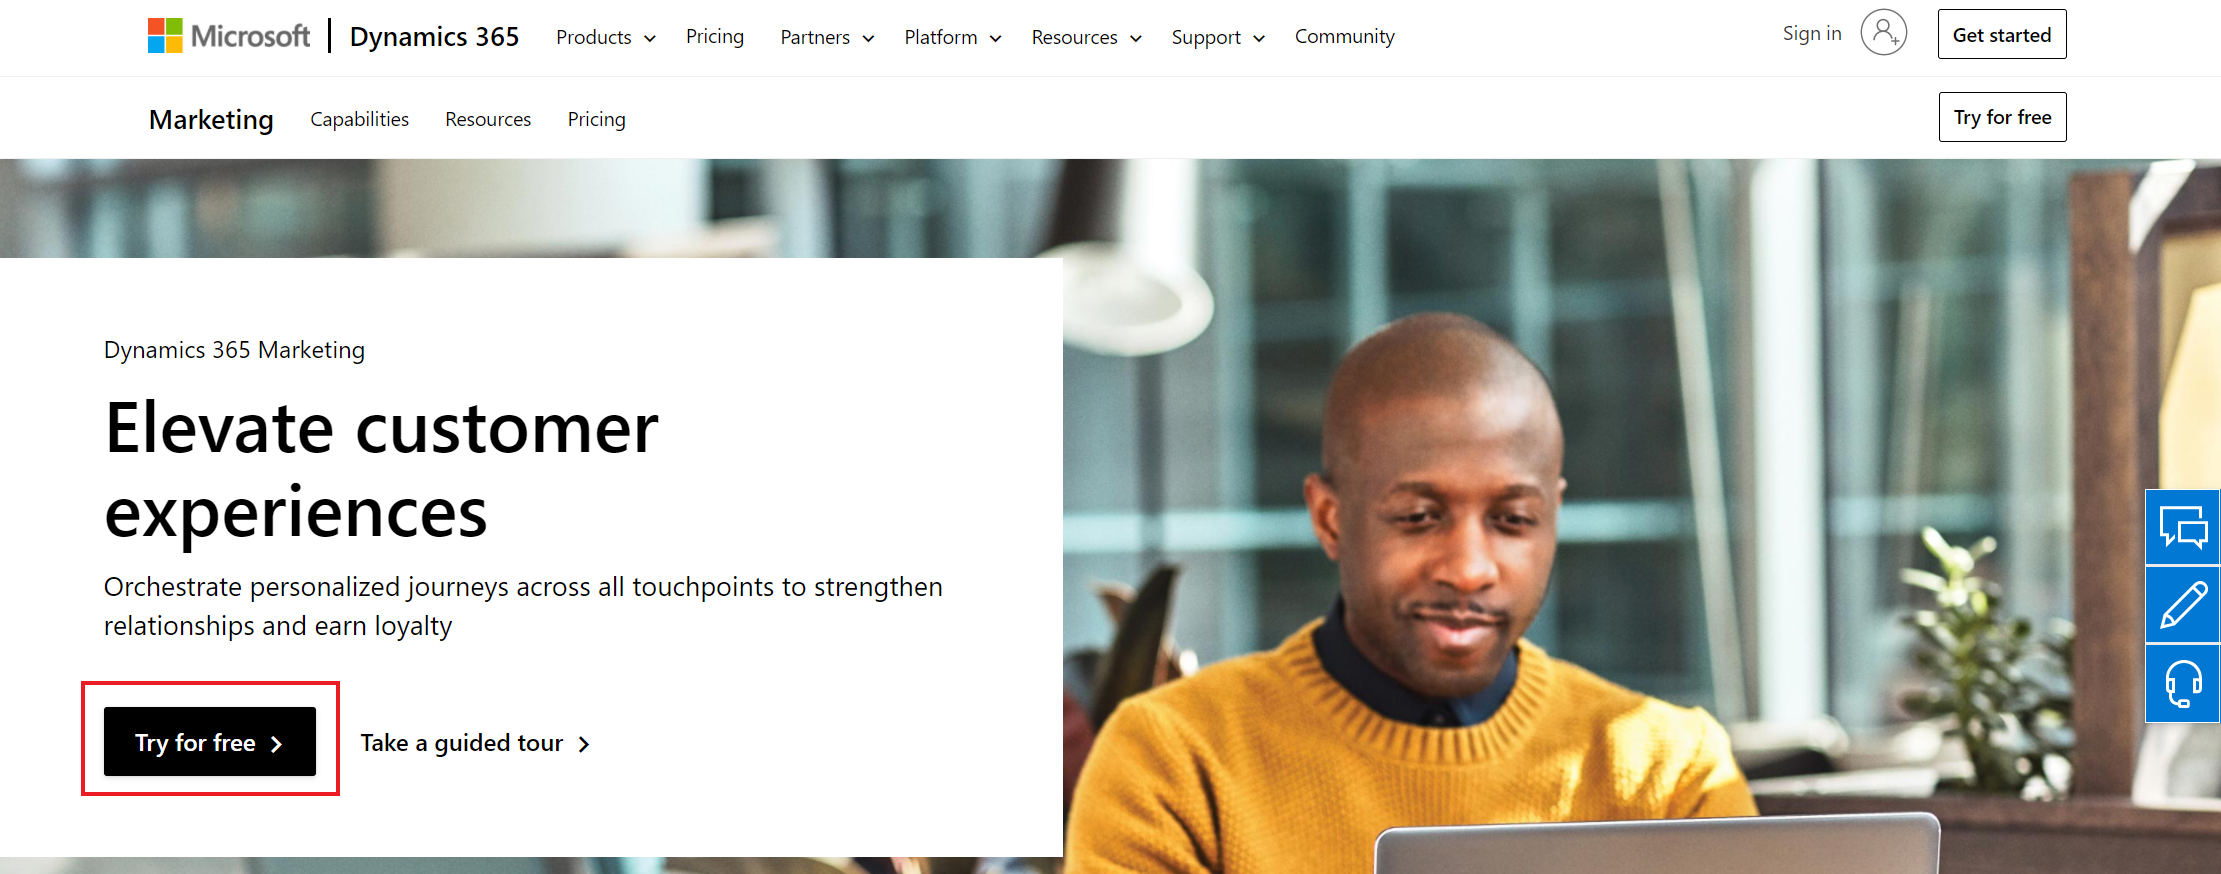 Microsoft Dynamics 365 Products Pricing Partners Platform Resources Support Community Sign in Get started
Marketing Capabilities Resources Pricing Try for free
Dynamics 365 Marketing
Elevate customer
experiences
Orchestrate personalized journeys across all touchpoints to strengthen
relationships and earn loyalty
Try for free Take a guided tour